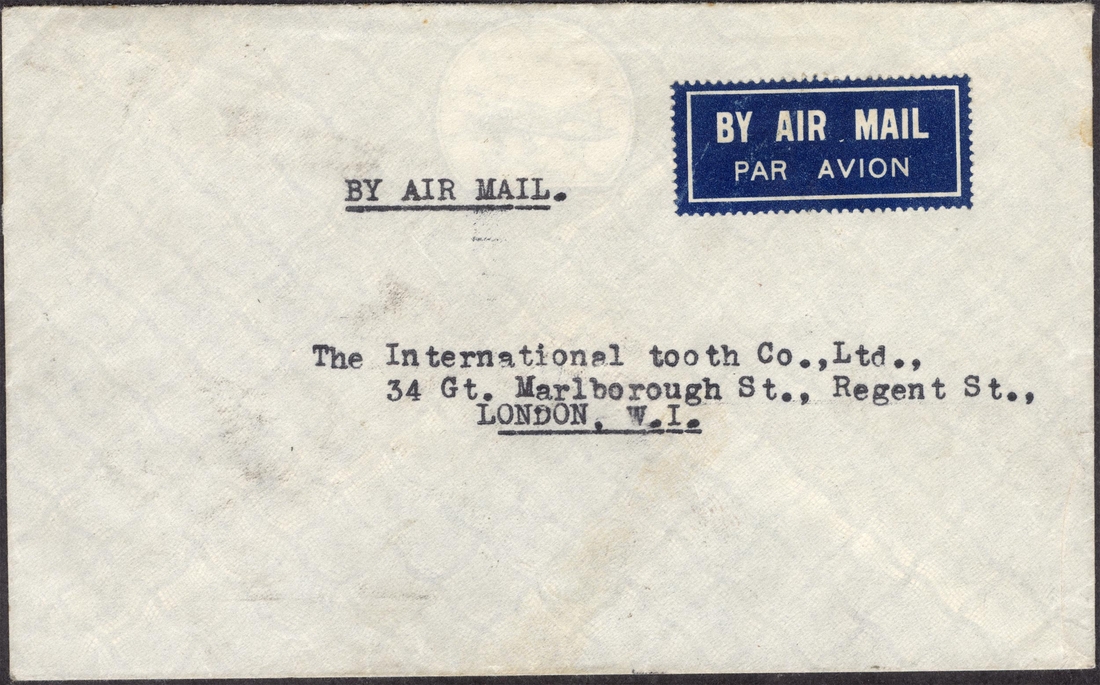 BY AIR MAIL
PAR AVION
BY AIR MAIL.
The International tooth Co.,Ltd.,
34 Gt. Marlborough St., Regent St.,
LONDON, W.I.